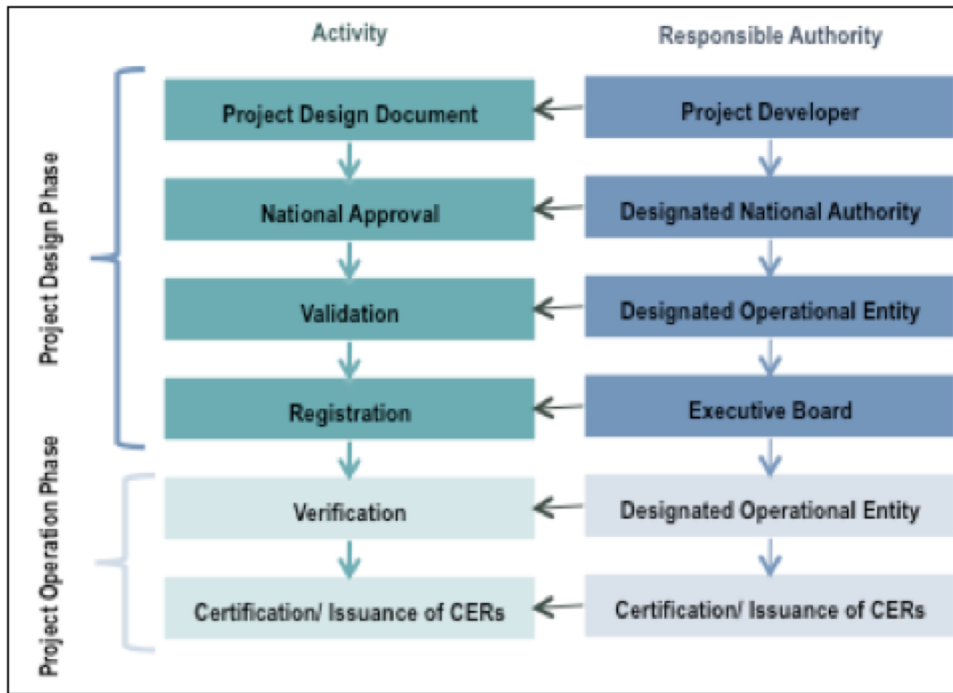 Activity
Responsible Authority
Project Design Phase
Project Design Document
Project Developer
National Approval
Designated National Authority
Validation
Designated Operational Entity
Registration
Executive Board
Project Operation Phase
Verification
Designated Operational Entity
Certification/ Issuance of CERs
Certification/ Issuance of CERs